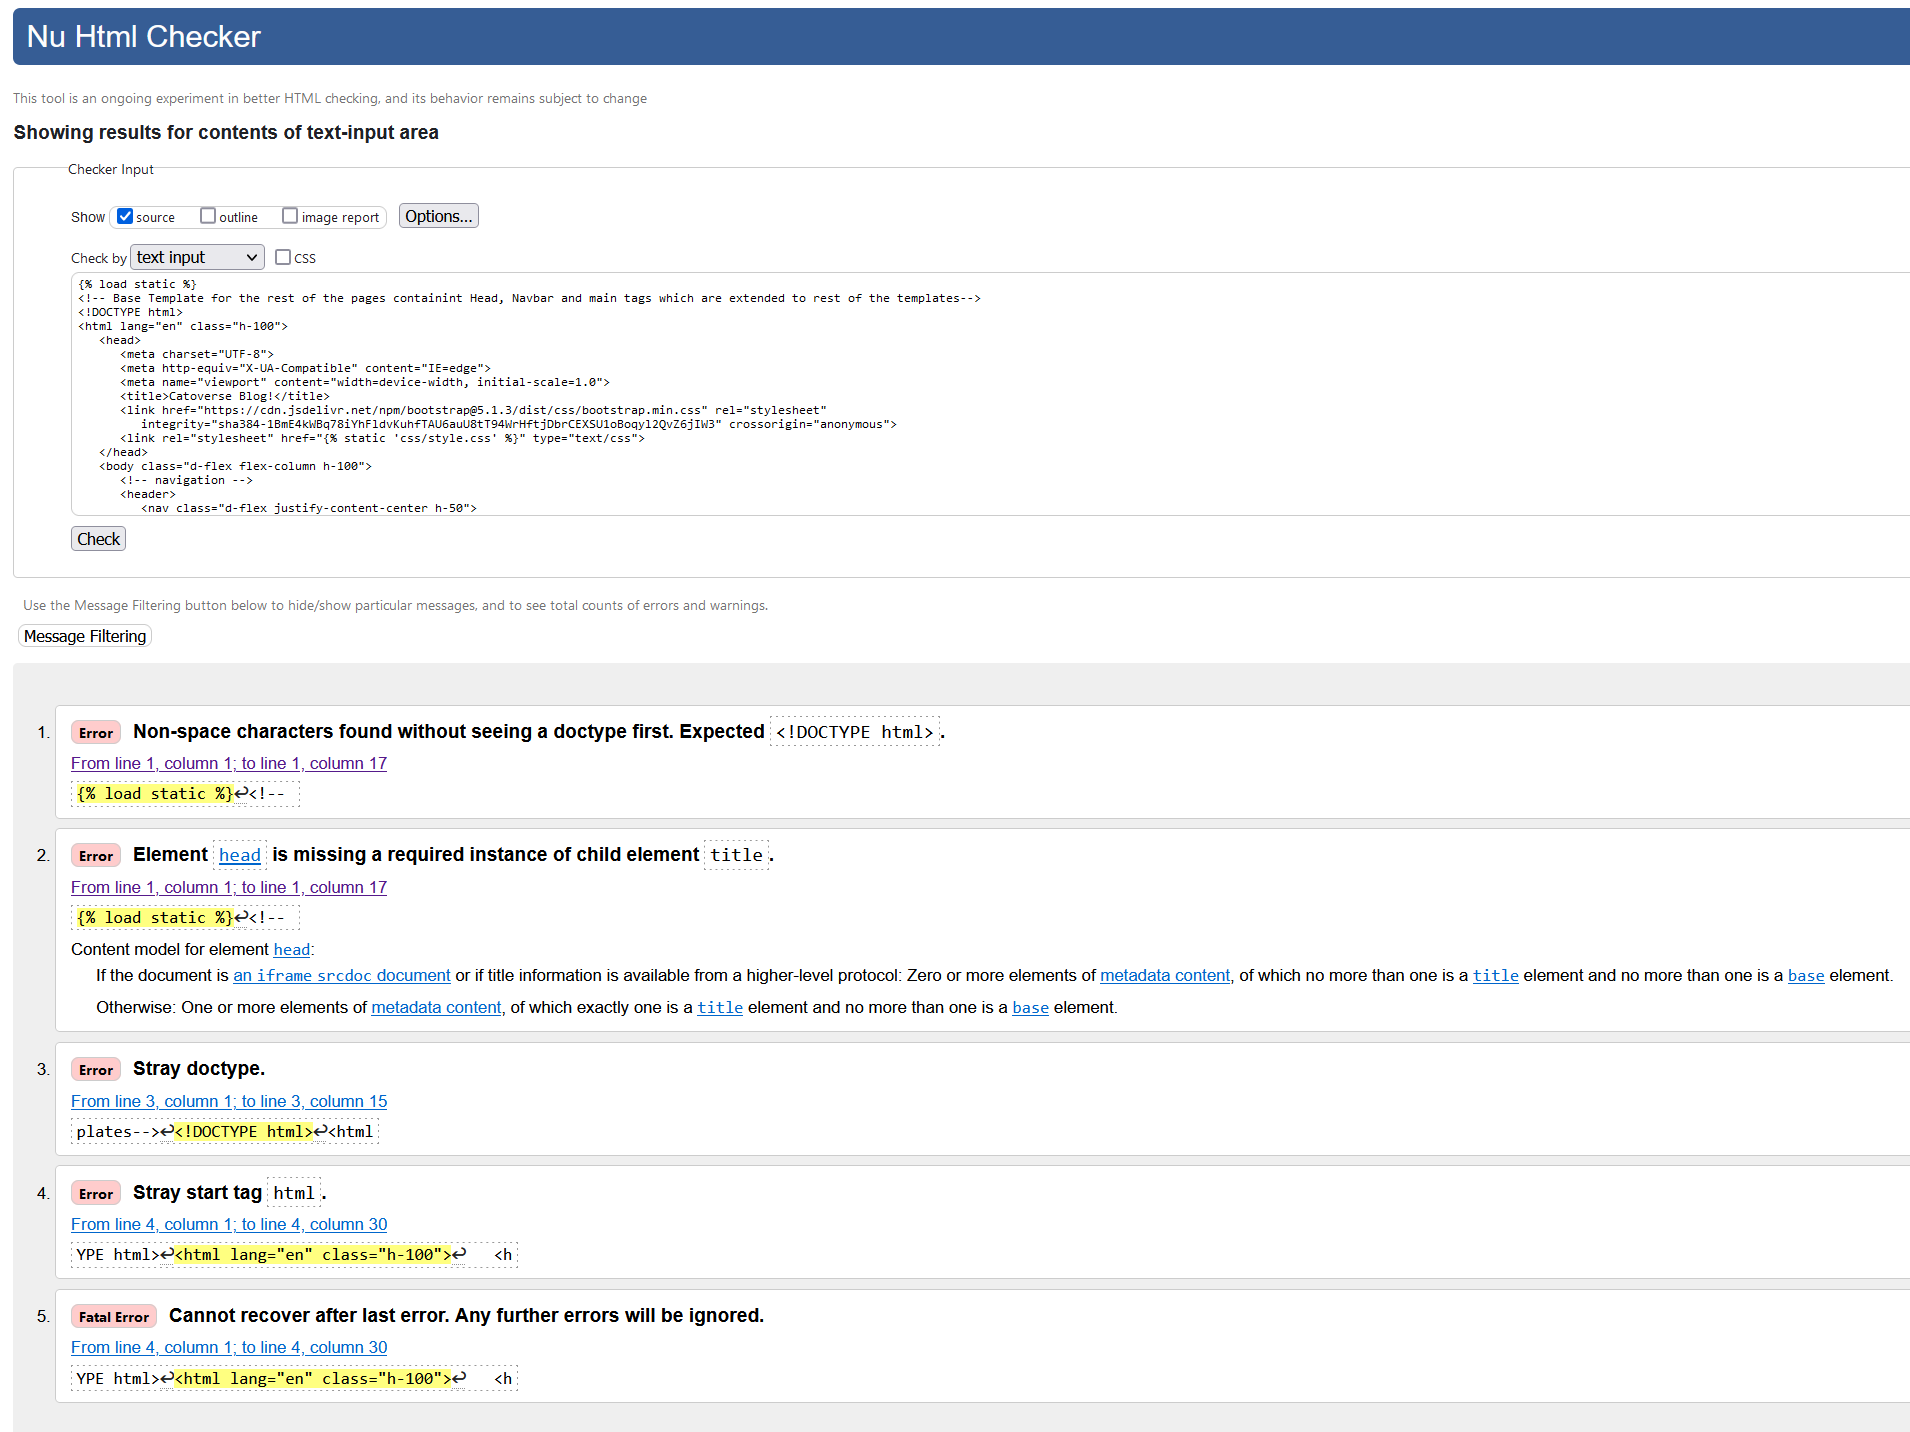 Nu Html Checker
This tool is an ongoing experiment in better HTML checking, and its behavior remains subject to change
Showing results for contents of text-input area
Checker Input
Show source outline image report Options...
Check by text input CSS
{% load static %}
<!-- Base Template for the rest of the pages containint Head, Navbar and main tags which are extended to rest of the templates-->
<!DOCTYPE html>
<html lang="en" class="h-100">
<head>
<meta charset="UTF-8">
<meta http-equiv="X-UA-Compatible" content="IE=edge">
<meta name="viewport" content="width=device-width, initial-scale=1.0">
<title>Catoverse Blog!</title>
<link href="https://cdn.jsdelivr.net/npm/bootstrap@5.1.3/dist/css/bootstrap.min.css" rel="stylesheet"
integrity="sha384-1BmE4kWBq78iYhFldvKuhfTAU6auU8tT94WrHftjDbrCEXSU1oBoqyl2QvZ6jIW3" crossorigin="anonymous">
<link rel="stylesheet" href="{% static 'css/style.css' %}" type="text/css">
</head>
<body class="d-flex flex-column h-100">
<!-- navigation -->
<header>
<nav class="d-flex justify-content-center h-50">
Check
Use the Message Filtering button below to hide/show particular messages, and to see total counts of errors and warnings.
Message Filtering
1. Error Non-space characters found without seeing a doctype first. Expected <!DOCTYPE html>.
From line 1, column 1; to line 1, column 17
{% load static %}↩<!--
2. Error Element head is missing a required instance of child element title.
From line 1, column 1; to line 1, column 17
{% load static %}↩<!--
Content model for element head:
If the document is an iframe srcdoc document or if title information is available from a higher-level protocol: Zero or more elements of metadata content, of which no more than one is a title element and no more than one is a base element.
Otherwise: One or more elements of metadata content, of which exactly one is a title element and no more than one is a base element.
3. Error Stray doctype.
From line 3, column 1; to line 3, column 15
plates-->↩<!DOCTYPE html>↩<html
4. Error Stray start tag html.
From line 4, column 1; to line 4, column 30
YPE html>↩<html lang="en" class="h-100">↩ <h
5. Fatal Error Cannot recover after last error. Any further errors will be ignored.
From line 4, column 1; to line 4, column 30
YPE html>↩<html lang="en" class="h-100">↩ <h